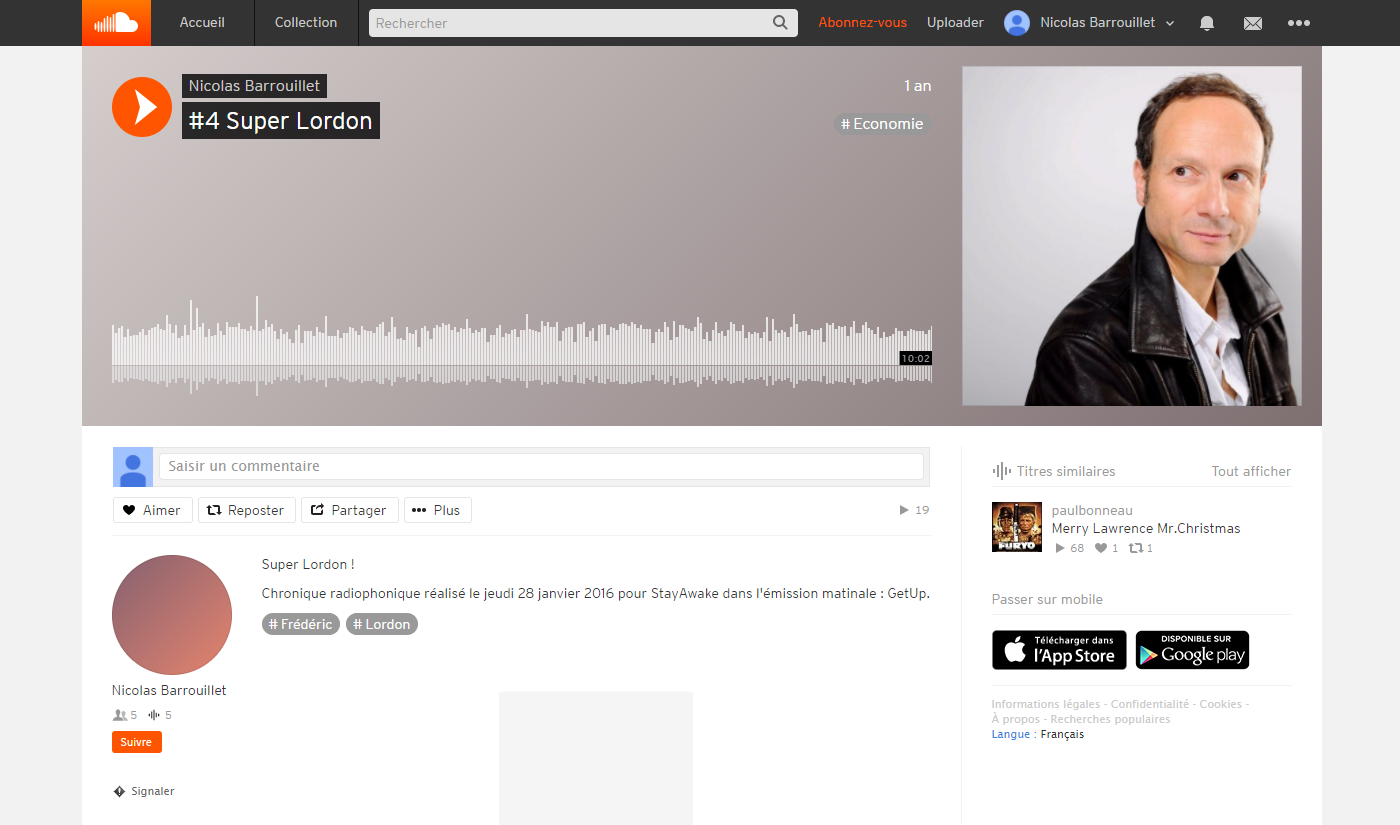 Accueil
Collection
Rechercher
Abonnez-vous
Uploader
Nicolas Barrouillet
Nicolas Barrouillet
#4 Super Lordon
1 an
# Economie
10:02
Saisir un commentaire
Aimer
Reposter
Partager
Plus
19
Nicolas Barrouillet
5
5
Suivre
Signaler
Super Lordon !
Chronique radiophonique réalisé le jeudi 28 janvier 2016 pour StayAwake dans l'émission matinale : GetUp.
# Frédéric
# Lordon
Titres similaires
Tout afficher
FURYO
paulbonneau
Merry Lawrence Mr.Christmas
68
1
1
Passer sur mobile
Télécharger dans
l'App Store
DISPONIBLE SUR
Google play
Informations légales - Confidentialité - Cookies -
À propos - Recherches populaires
Langue : Français